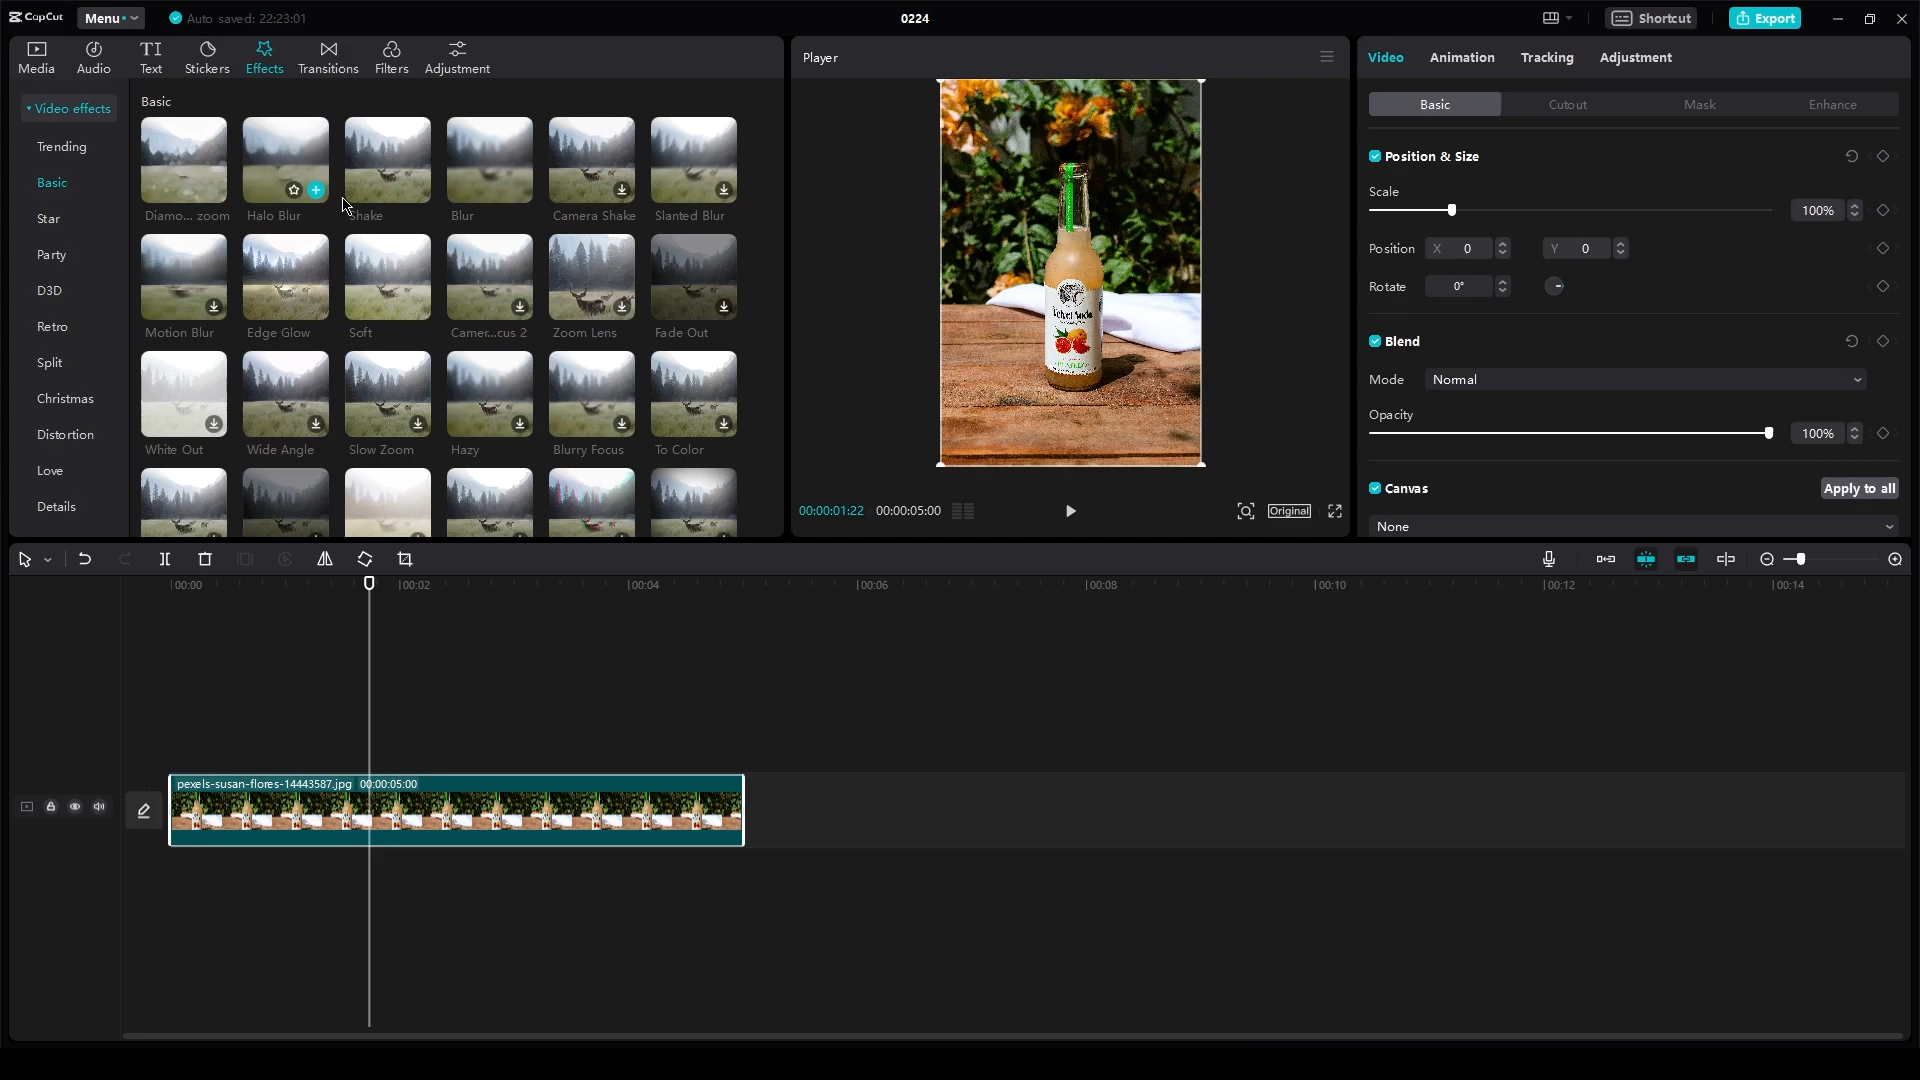 CapCut
Menu
Auto saved: 22:23:01
0224
Shortcut
Export
Media
Audio
TI
Text
Stickers
Effects
Transitions
Filters
Adjustment
Player
Video
Animation
Tracking
Adjustment
Video effects
Trending
Basic
Star
Party
D3D
Retro
Split
Christmas
Distortion
Love
Details
Basic
Diamo... zoom
Halo Blur
Shake
Blur
Camera Shake
Slanted Blur
Motion Blur
Edge Glow
Soft
Camer...cus 2
Zoom Lens
Fade Out
White Out
Wide Angle
Slow Zoom
Hazy
Blurry Focus
To Color
00:00:01:22
00:00:05:00
Original
Basic
Cutout
Mask
Enhance
Position & Size
Scale
100%
Position
X 0
Y 0
Rotate
0°
Blend
Mode
Normal
Opacity
100%
Canvas
Apply to all
None
00:00
00:02
00:04
00:06
00:08
00:10
00:12
00:14
pexels-susan-flores-14443587.jpg 00:00:05:00